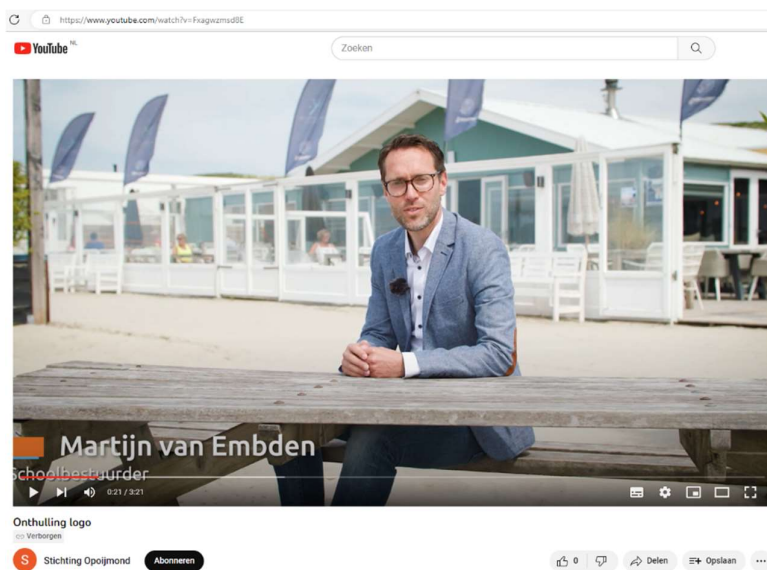 https://www.youtube.com/watch?v=Fxagwzmsd8E
YouTube NL
Zoeken
Martijn van Embden
Schoolbestuurder
0:21 / 3:21
Onthulling logo
Verborgen
S Stichting Opoijmond Abonneren 0 Delen Opslaan ...